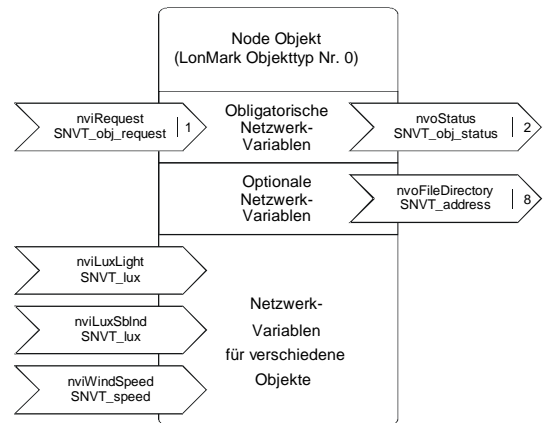 Node Objekt
(LonMark Objekttyp Nr. 0)
nviRequest
SNVT_obj_request
1
Obligatorische
Netzwerk-
Variablen
nvoStatus
SNVT_obj_status
2
Optionale
Netzwerk-
Variablen
nvoFileDirectory
SNVT_address
8
nviLuxLight
SNVT_lux
nviLuxSblnd
SNVT_lux
nviWindSpeed
SNVT_speed
Netzwerk-
Variablen
für verschiedene
Objekte